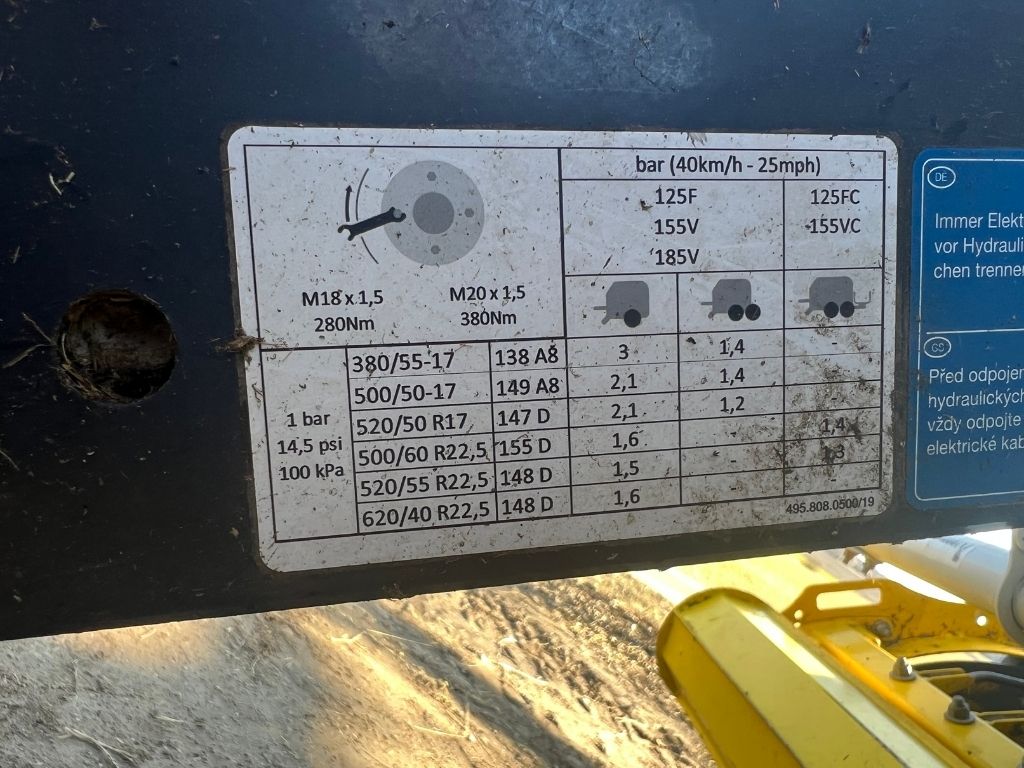 bar (40km/h - 25mph)
125F
155V
185V
125FC
155VC
M18 x 1,5
280Nm
M20 x 1,5
380Nm
1 bar
14,5 psi
100 kPa
380/55-17 138 A8 3 1,4 -
500/50-17 149 A8 2,1 1,4 -
520/50 R17 147 D 2,1 1,2
500/60 R22,5 155 D 1,6 1,4
520/55 R22,5 148 D 1,5
620/40 R22,5 148 D 1,6
495.808.0500/19
DE
Immer Elekt
vor Hydrauli
chen trennen
CS
Před odpojen
hydraulických
vždy odpojte
elektrické kab